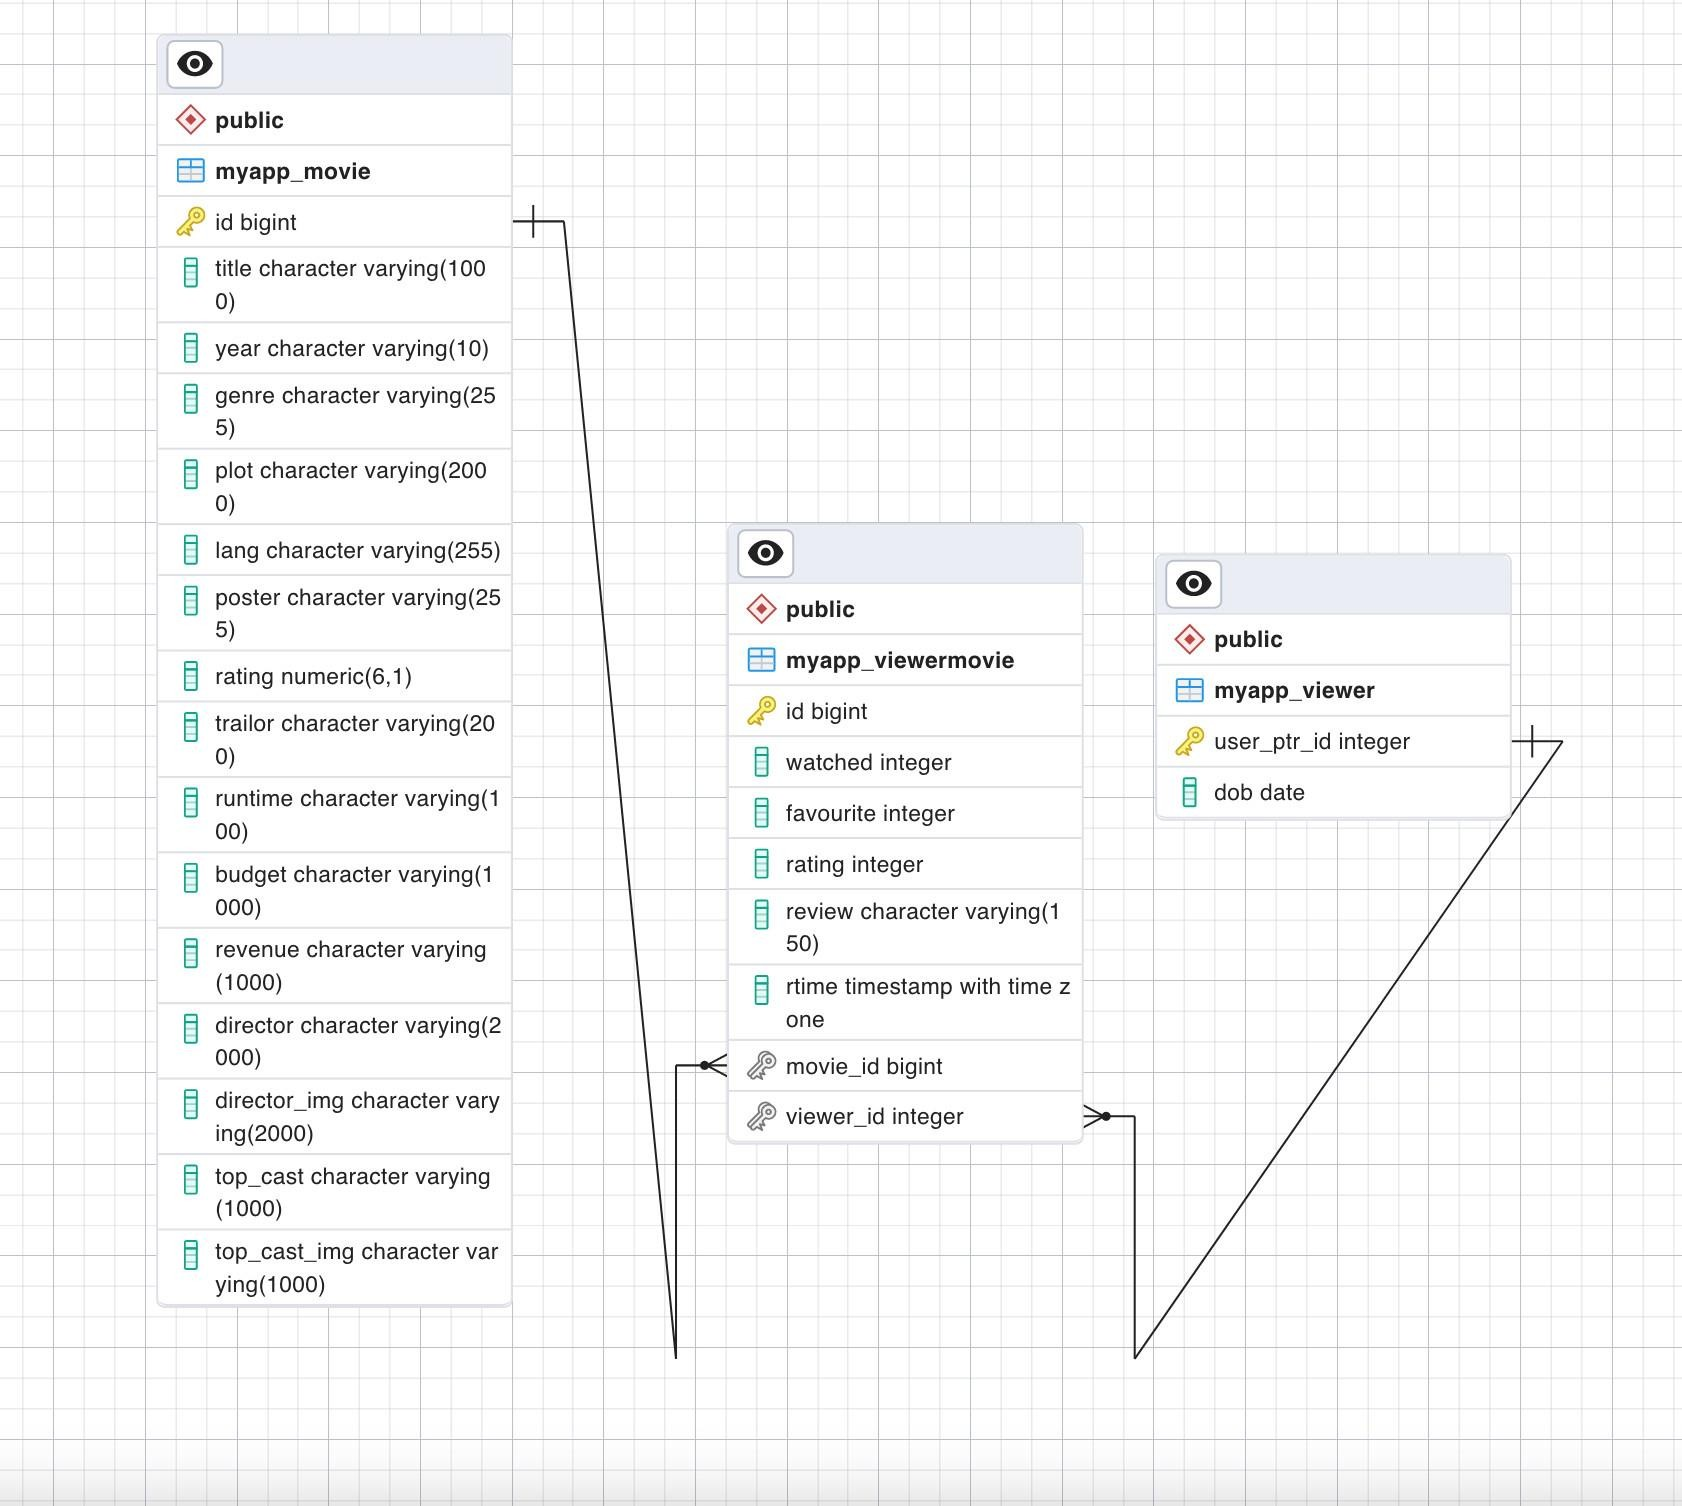 public
myapp_movie
id bigint
title character varying(100
0)
year character varying(10)
genre character varying(25
5)
plot character varying(200
0)
lang character varying(255)
poster character varying(25
5)
rating numeric(6,1)
trailor character varying(20
0)
runtime character varying(1
00)
budget character varying(1
000)
revenue character varying
(1000)
director character varying(2
000)
director_img character vary
ing(2000)
top_cast character varying
(1000)
top_cast_img character var
ying(1000)
public
myapp_viewermovie
id bigint
watched integer
favourite integer
rating integer
review character varying(1
50)
rtime timestamp with time z
one
movie_id bigint
viewer_id integer
public
myapp_viewer
user_ptr_id integer
dob date